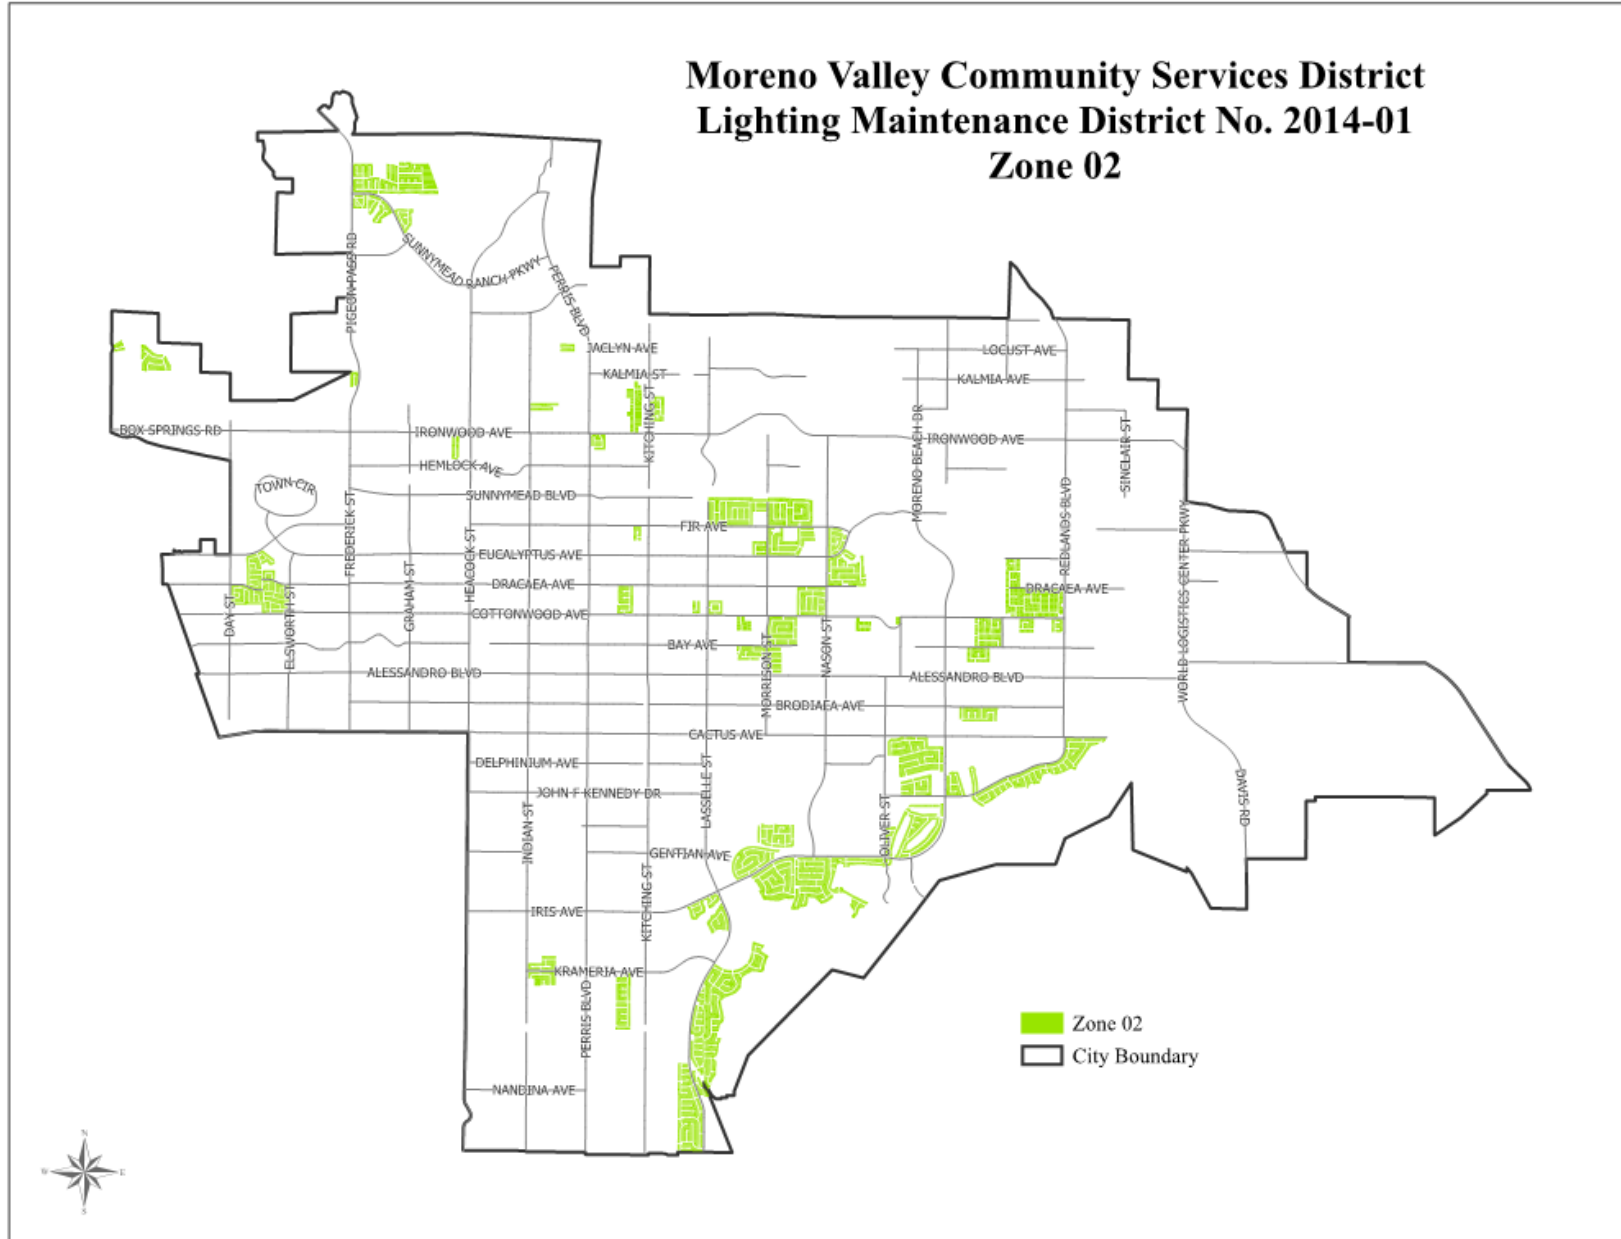 Moreno Valley Community Services District
Lighting Maintenance District No. 2014-01
Zone 02
PIGEON PASS RD
SUNNYMEAD RANCH PKWY
PERRIS BLVD
JACLYN AVE
LOCUST AVE
KALMIA ST
KALMIA AVE
KITCHING ST
MORENO BEACH DR
BOX SPRINGS RD
IRONWOOD AVE
IRONWOOD AVE
SINCLAIR ST
HEMLOCK AVE
TOWN CIR
SUNNYMEAD BLVD
FREDERICK ST
REDLANDS BLVD
FIR AVE
HEACOCK ST
EUCALYPTUS AVE
WORLD LOGISTICS CENTER PKWY
DRACAEA AVE
DRACAEA AVE
GRAHAM ST
DAY ST
ELSWORTH ST
COTTONWOOD AVE
BAY AVE
MORRISON ST
NASON ST
ALESSANDRO BLVD
ALESSANDRO BLVD
BRODIAEA AVE
CACTUS AVE
DELPHINIUM AVE
LASSELLE ST
JOHN F KENNEDY DR
DAVIS RD
INDIAN ST
OLIVER ST
GENTIAN AVE
KITCHING ST
IRIS AVE
KRAMERIA AVE
PERRIS BLVD
Zone 02
City Boundary
NANDINA AVE
N
W
E
S